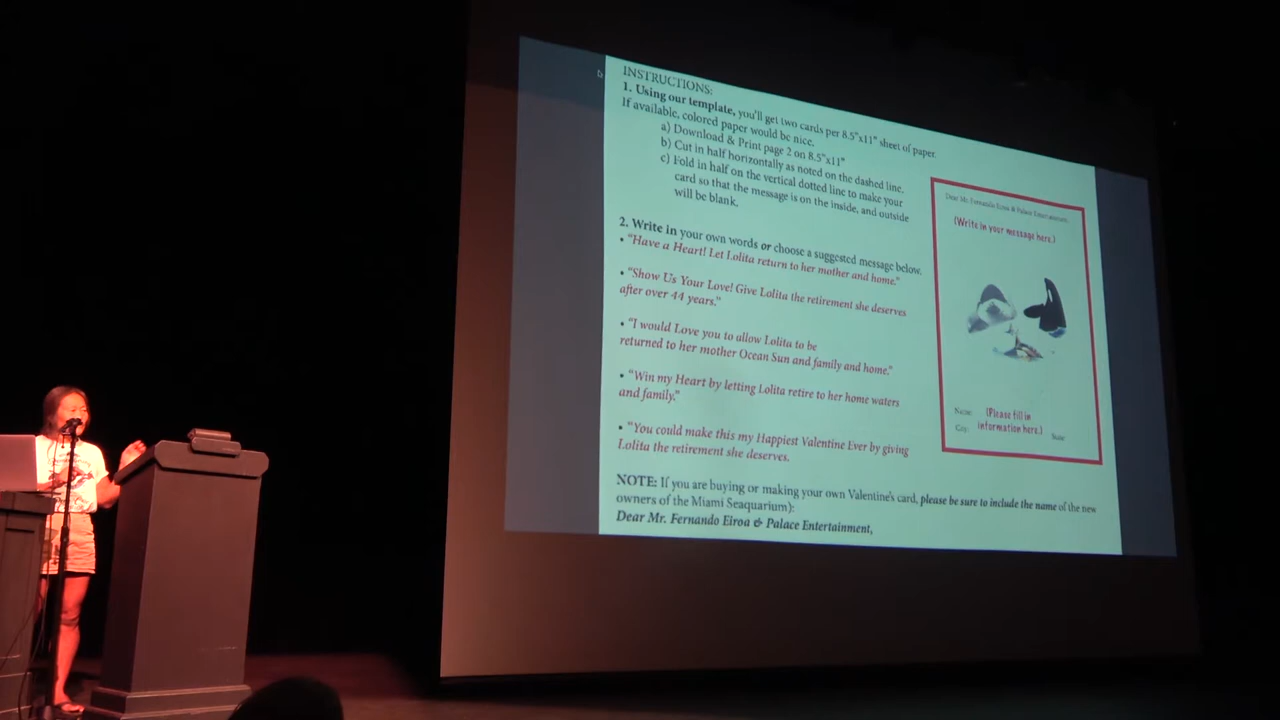 INSTRUCTIONS:
1. Using our template, you'll get two cards per 8.5"x11" sheet of paper.
If available, colored paper would be nice.
a) Download & Print page 2 on 8.5"x11"
b) Cut in half horizontally as noted on the dashed line.
c) Fold in half on the vertical dotted line to make your
card so that the message is on the inside, and outside
will be blank.
2. Write in your own words or choose a suggested message below.
• "Have a Heart! Let Lolita return to her mother and home."
• "Show Us Your Love! Give Lolita the retirement she deserves
after over 44 years."
• "I would Love you to allow Lolita to be
returned to her mother Ocean Sun and family and home."
• "Win my Heart by letting Lolita retire to her home waters
and family."
• "You could make this my Happiest Valentine Ever by giving
Lolita the retirement she deserves.
NOTE: If you are buying or making your own Valentine's card, please be sure to include the name of the new
owners of the Miami Seaquarium):
Dear Mr. Fernando Eiroa & Palace Entertainment,
Dear Mr. Fernando Eiroa & Palace Entertainment,
(Write in your message here.)
Name:
(Please fill in
City:
information here.)
State: